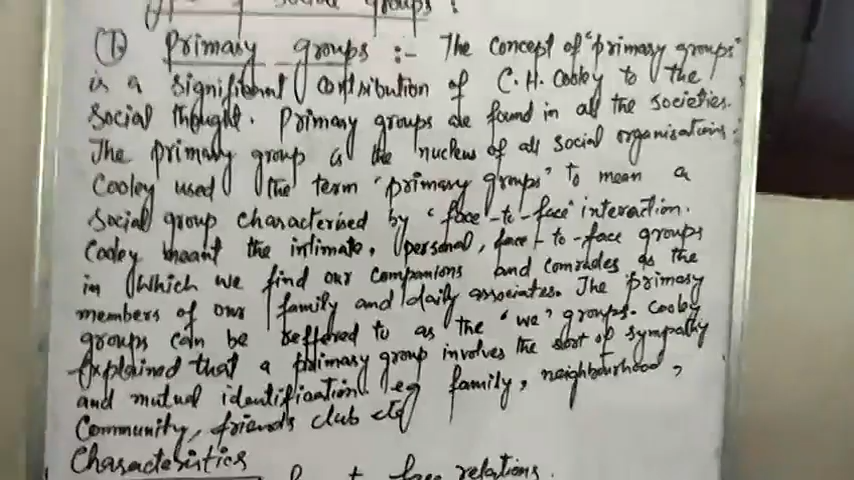 social groups :
(1) Primary groups :- The concept of "primary groups"
is a significant contribution of C.H. Cooley to the
social thought. Primary groups are found in all the societies.
The primary group is the nucleus of all social organisations.
Cooley used the term "primary groups" to mean a
social group characterised by "face-to-face" interaction.
Cooley meant the intimate, personal, face-to-face groups
in which we find our companions and comrades as the
members of our family and daily associates. The primary
groups can be reffered to as the 'we' groups. Cooley
Explained that a primary group involves the sort of sympathy
and mutual identification eg family, neighbourhood,
Community, friends club etc
Characteristics
face relations.